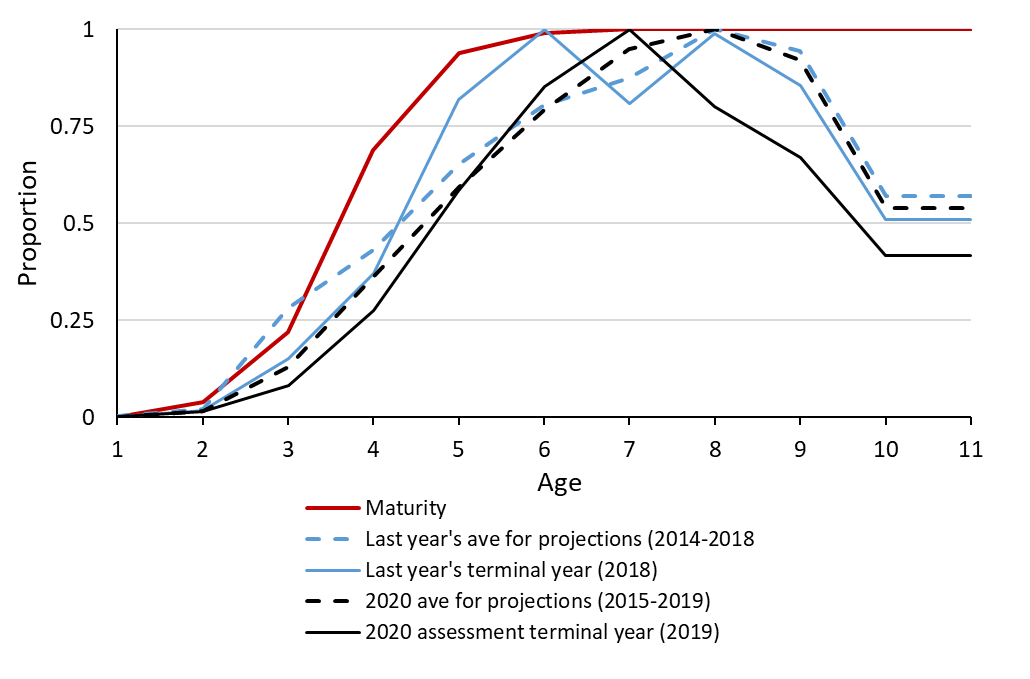 1
0.75
0.5
0.25
0
Proportion
1 2 3 4 5 6 7 8 9 10 11
Age
Maturity
Last year's ave for projections (2014-2018
Last year's terminal year (2018)
2020 ave for projections (2015-2019)
2020 assessment terminal year (2019)